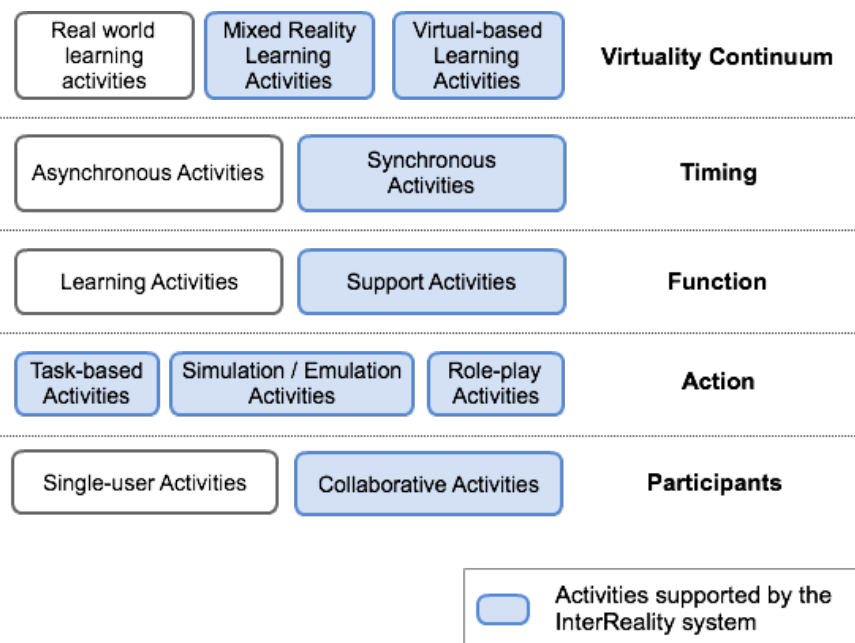 Real world
learning
activities
Mixed Reality
Learning
Activities
Virtual-based
Learning
Activities
Virtuality Continuum
Asynchronous Activities
Synchronous
Activities
Timing
Learning Activities
Support Activities
Function
Task-based
Activities
Simulation / Emulation
Activities
Role-play
Activities
Action
Single-user Activities
Collaborative Activities
Participants
Activities supported by the
InterReality system